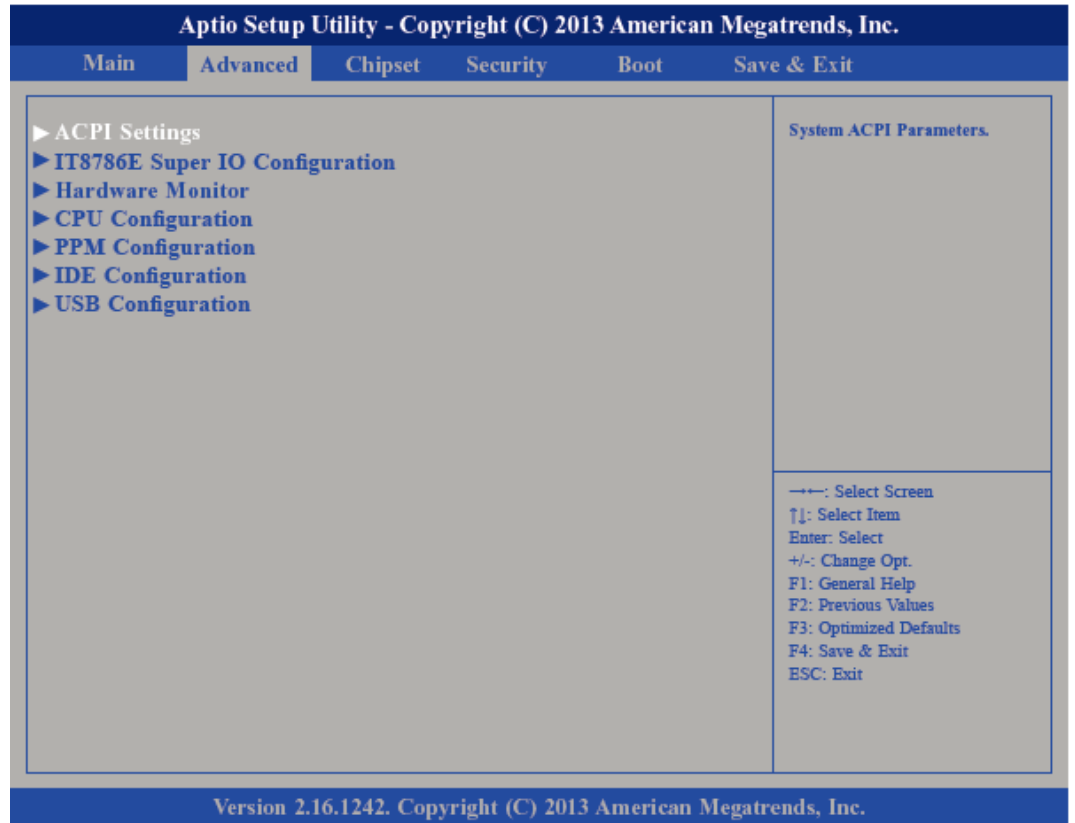 Aptio Setup Utility - Copyright (C) 2013 American Megatrends, Inc.
Main Advanced Chipset Security Boot Save & Exit
▶ ACPI Settings
▶ IT8786E Super IO Configuration
▶ Hardware Monitor
▶ CPU Configuration
▶ PPM Configuration
▶ IDE Configuration
▶ USB Configuration
System ACPI Parameters.
→←: Select Screen
↑↓: Select Item
Enter: Select
+/-: Change Opt.
F1: General Help
F2: Previous Values
F3: Optimized Defaults
F4: Save & Exit
ESC: Exit
Version 2.16.1242. Copyright (C) 2013 American Megatrends, Inc.